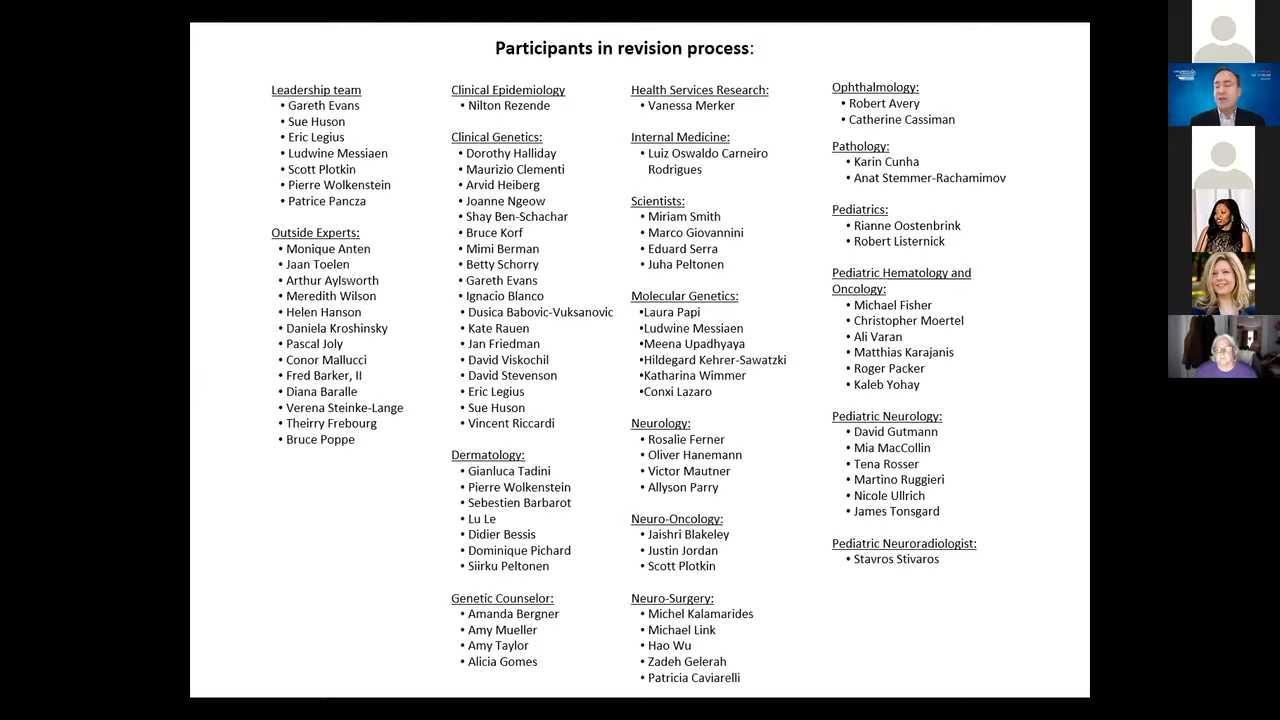 Participants in revision process:
Leadership team
• Gareth Evans
• Sue Huson
• Eric Legius
• Ludwine Messiaen
• Scott Plotkin
• Pierre Wolkenstein
• Patrice Pancza
Outside Experts:
• Monique Anten
• Jaan Toelen
• Arthur Aylsworth
• Meredith Wilson
• Helen Hanson
• Daniela Kroshinsky
• Pascal Joly
• Conor Mallucci
• Fred Barker, II
• Diana Baralle
• Verena Steinke-Lange
• Theirry Frebourg
• Bruce Poppe
Clinical Epidemiology
• Nilton Rezende
Clinical Genetics:
• Dorothy Halliday
• Maurizio Clementi
• Arvid Heiberg
• Joanne Ngeow
• Shay Ben-Schachar
• Bruce Korf
• Mimi Berman
• Betty Schorry
• Gareth Evans
• Ignacio Blanco
• Dusica Babovic-Vuksanovic
• Kate Rauen
• Jan Friedman
• David Viskochil
• David Stevenson
• Eric Legius
• Sue Huson
• Vincent Riccardi
Dermatology:
• Gianluca Tadini
• Pierre Wolkenstein
• Sebestien Barbarot
• Lu Le
• Didier Bessis
• Dominique Pichard
• Siirku Peltonen
Genetic Counselor:
• Amanda Bergner
• Amy Mueller
• Amy Taylor
• Alicia Gomes
Health Services Research:
• Vanessa Merker
Internal Medicine:
• Luiz Oswaldo Carneiro
Rodrigues
Scientists:
• Miriam Smith
• Marco Giovannini
• Eduard Serra
• Juha Peltonen
Molecular Genetics:
•Laura Papi
•Ludwine Messiaen
•Meena Upadhyaya
•Hildegard Kehrer-Sawatzki
•Katharina Wimmer
•Conxi Lazaro
Neurology:
• Rosalie Ferner
• Oliver Hanemann
• Victor Mautner
• Allyson Parry
Neuro-Oncology:
• Jaishri Blakeley
• Justin Jordan
• Scott Plotkin
Neuro-Surgery:
• Michel Kalamarides
• Michael Link
• Hao Wu
• Zadeh Gelerah
• Patricia Caviarelli
Ophthalmology:
• Robert Avery
• Catherine Cassiman
Pathology:
• Karin Cunha
• Anat Stemmer-Rachamimov
Pediatrics:
• Rianne Oostenbrink
• Robert Listernick
Pediatric Hematology and
Oncology:
• Michael Fisher
• Christopher Moertel
• Ali Varan
• Matthias Karajanis
• Roger Packer
• Kaleb Yohay
Pediatric Neurology:
• David Gutmann
• Mia MacCollin
• Tena Rosser
• Martino Ruggieri
• Nicole Ullrich
• James Tonsgard
Pediatric Neuroradiologist:
• Stavros Stivaros